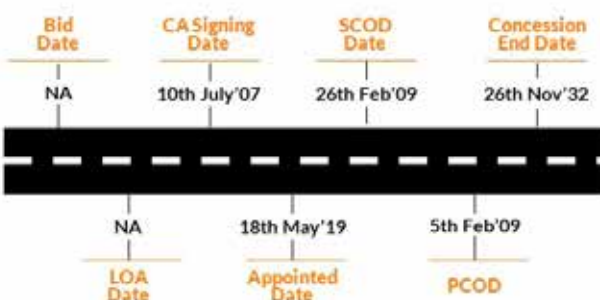 Bid
Date
CA Signing
Date
SCOD
Date
Concession
End Date
NA
10th July'07
26th Feb'09
26th Nov'32
NA
18th May'19
5th Feb'09
LOA
Date
Appointed
Date
PCOD